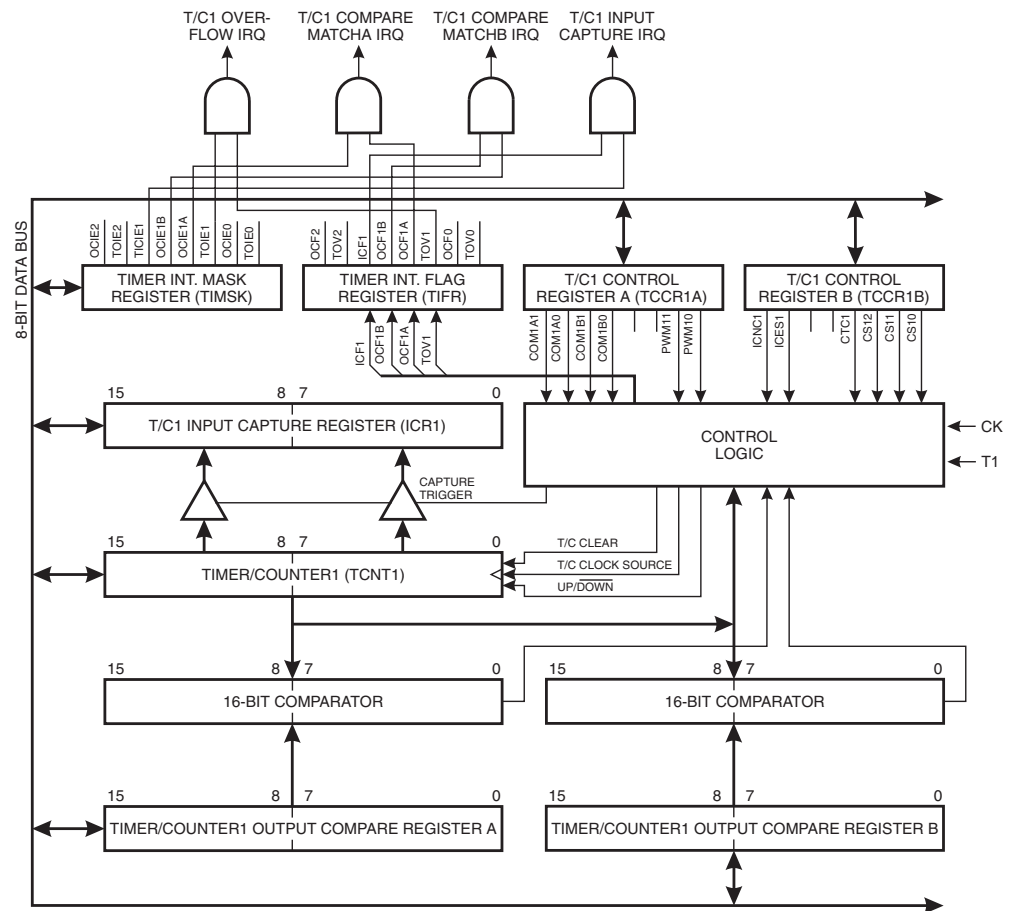 T/C1 OVER-
FLOW IRQ
T/C1 COMPARE
MATCHA IRQ
T/C1 COMPARE
MATCHB IRQ
T/C1 INPUT
CAPTURE IRQ
8-BIT DATA BUS
OCIE2
TOIE2
TICIE1
OCIE1B
OCIE1A
TOIE1
OCIE0
TOIE0
OCF2
TOV2
ICF1
OCF1B
OCF1A
TOV1
OCF0
TOV0
TIMER INT. MASK
REGISTER (TIMSK)
TIMER INT. FLAG
REGISTER (TIFR)
T/C1 CONTROL
REGISTER A (TCCR1A)
T/C1 CONTROL
REGISTER B (TCCR1B)
ICF1
OCF1B
OCF1A
TOV1
COM1A1
COM1A0
COM1B1
COM1B0
PWM11
PWM10
ICNC1
ICES1
CTC1
CS12
CS11
CS10
15 8 7 0
T/C1 INPUT CAPTURE REGISTER (ICR1)
CONTROL
LOGIC
CK
T1
CAPTURE
TRIGGER
15 8 7 0
TIMER/COUNTER1 (TCNT1)
T/C CLEAR
T/C CLOCK SOURCE
UP/DOWN
15 8 7 0
16-BIT COMPARATOR
15 8 7 0
16-BIT COMPARATOR
15 8 7 0
TIMER/COUNTER1 OUTPUT COMPARE REGISTER A
15 8 7 0
TIMER/COUNTER1 OUTPUT COMPARE REGISTER B